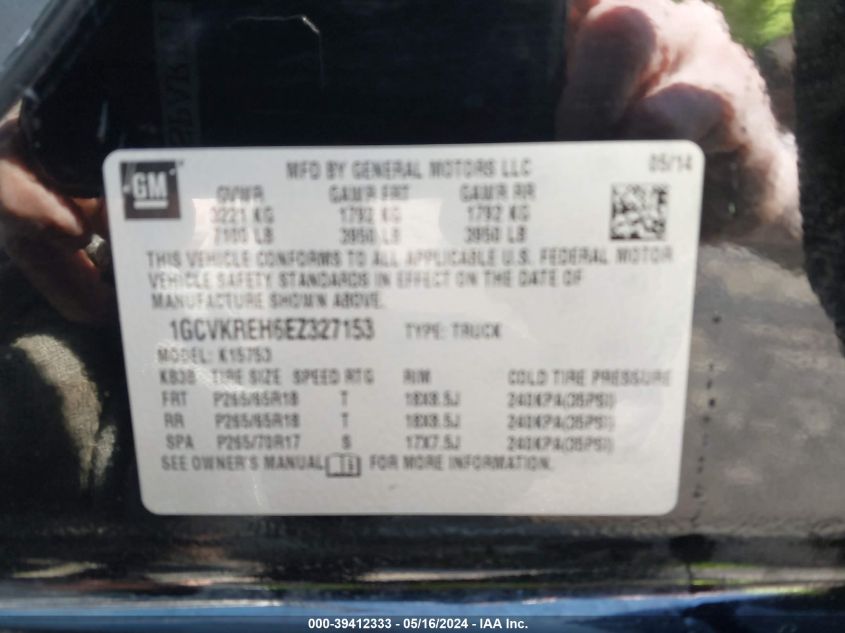 GM
MFD BY GENERAL MOTORS LLC 05/14
GVWR GAWR FRT GAWR RR
3221 KG 1792 KG 1792 KG
7100 LB 3950 LB 3950 LB
THIS VEHICLE CONFORMS TO ALL APPLICABLE U.S. FEDERAL MOTOR
VEHICLE SAFETY STANDARDS IN EFFECT ON THE DATE OF
MANUFACTURE SHOWN ABOVE.
1GCVKREH6EZ327153 TYPE: TRUCK
MODEL: K15753
KB3B TIRE SIZE SPEED RTG RIM COLD TIRE PRESSURE
FRT P265/65R18 T 18X8.5J 240KPA(35PSI)
RR P265/65R18 T 18X8.5J 240KPA(35PSI)
SPA P265/70R17 S 17X7.5J 240KPA(35PSI)
SEE OWNER'S MANUAL FOR MORE INFORMATION.
000-39412333 - 05/16/2024 - IAA Inc.